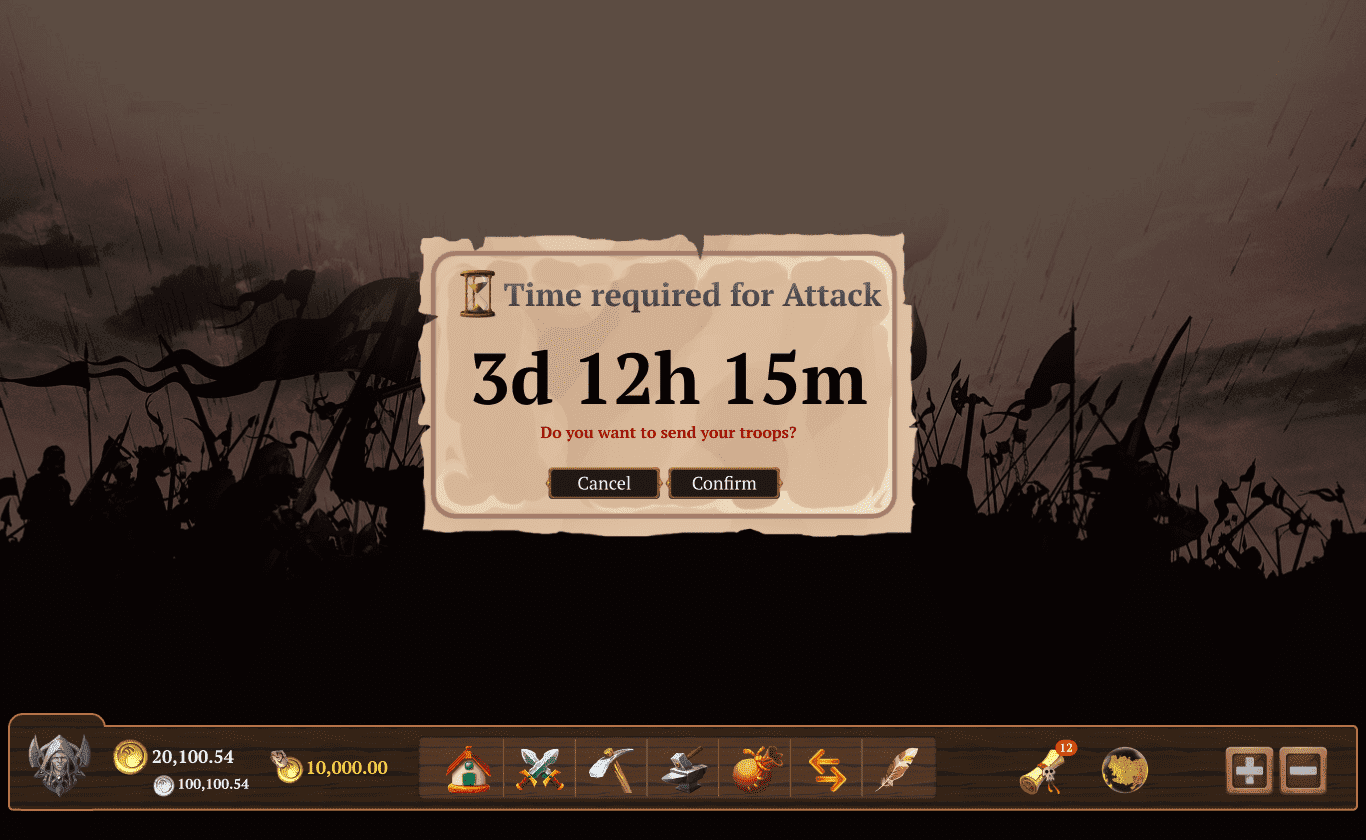 Time required for Attack
3d 12h 15m
Do you want to send your troops?
Cancel Confirm
20,100.54
100,100.54
10,000.00
12